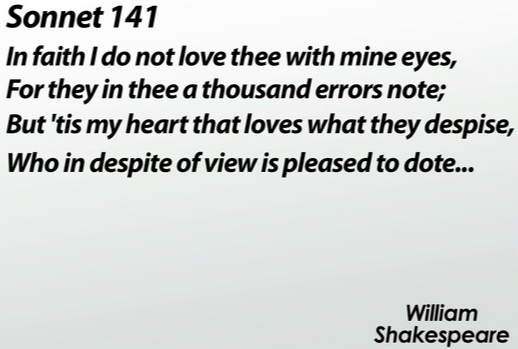 Sonnet 141
In faith I do not love thee with mine eyes,
For they in thee a thousand errors note;
But 'tis my heart that loves what they despise,
Who in despite of view is pleased to dote...
William
Shakespeare